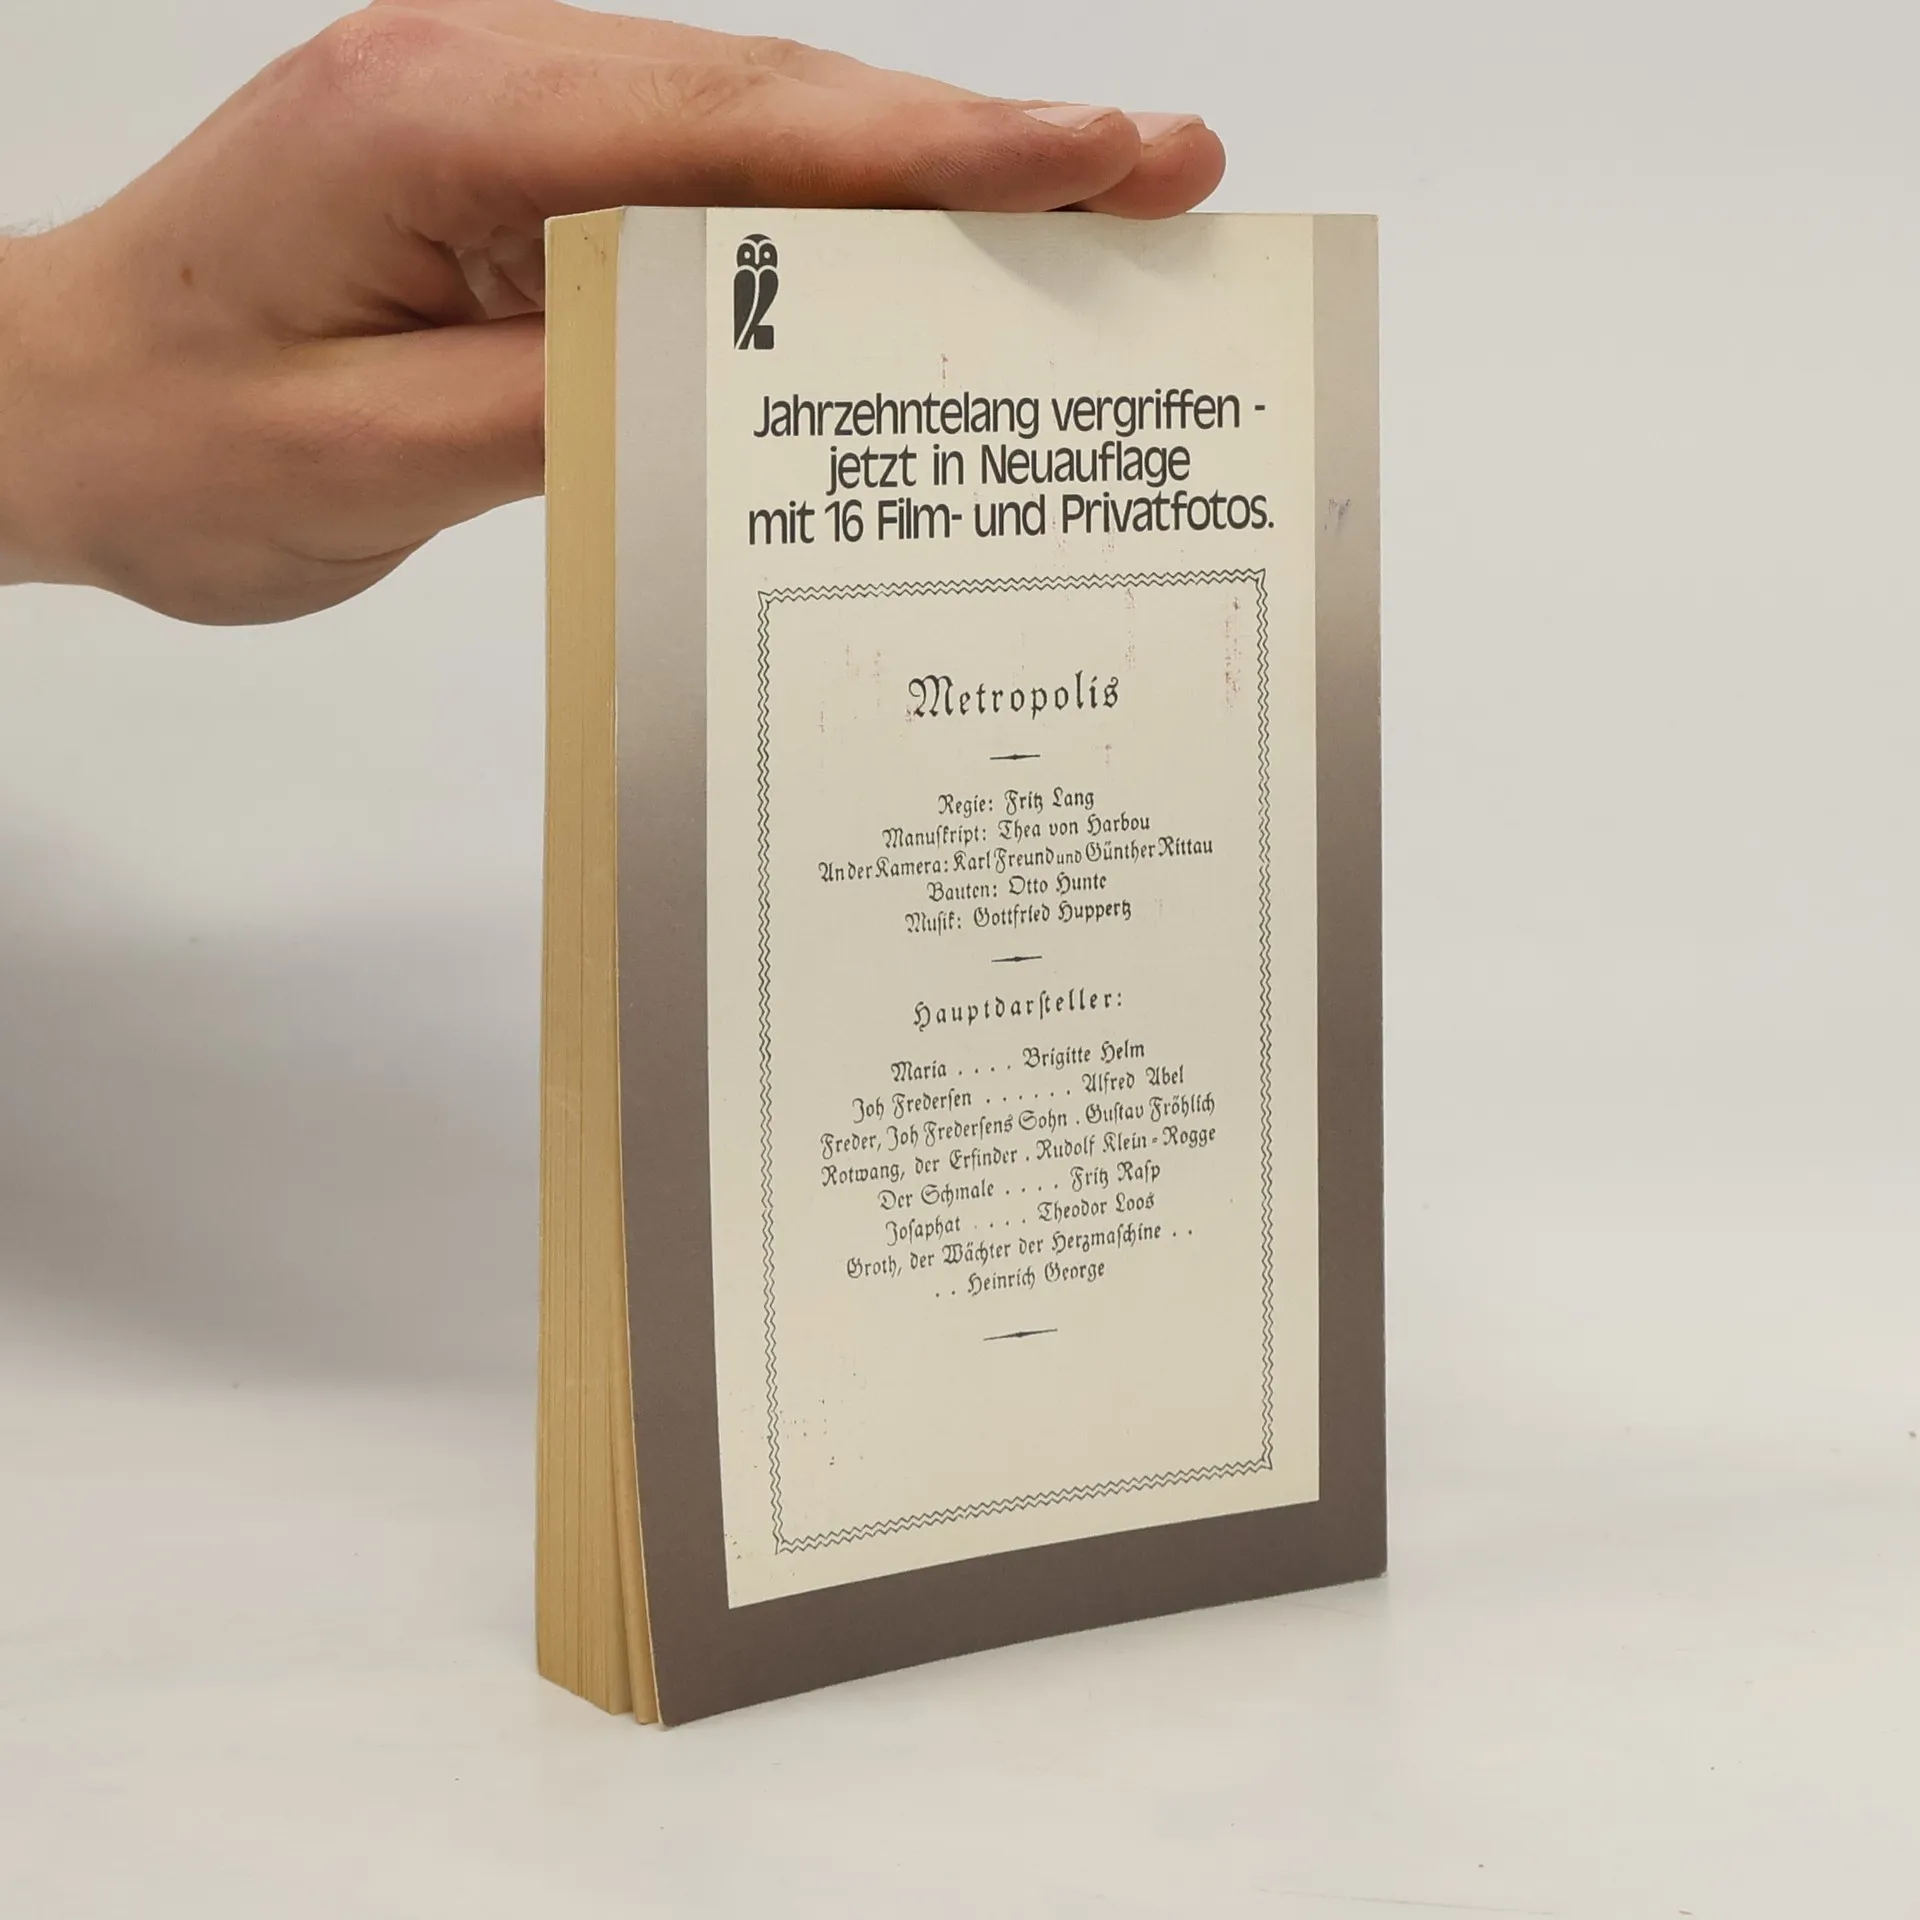 Jahrzehntelang vergriffen -
jetzt in Neuauflage
mit 16 Film- und Privatfotos.
Metropolis
Regie: Fritz Lang
Manuſkript: Thea von Harbou
An der Kamera: Karl Freund und Günther Rittau
Bauten: Otto Hunte
Muſik: Gottfried Huppertz
Hauptdarſteller:
Maria . . . . Brigitte Helm
Joh Frederſen . . . . . . Alfred Abel
Freder, Joh Frederſens Sohn . Guſtav Fröhlich
Rotwang, der Erfinder . Rudolf Klein-Rogge
Der Schmale . . . . Fritz Raſp
Joſaphat . . . . Theodor Loos
Groth, der Wächter der Herzmaſchine . .
. . Heinrich George